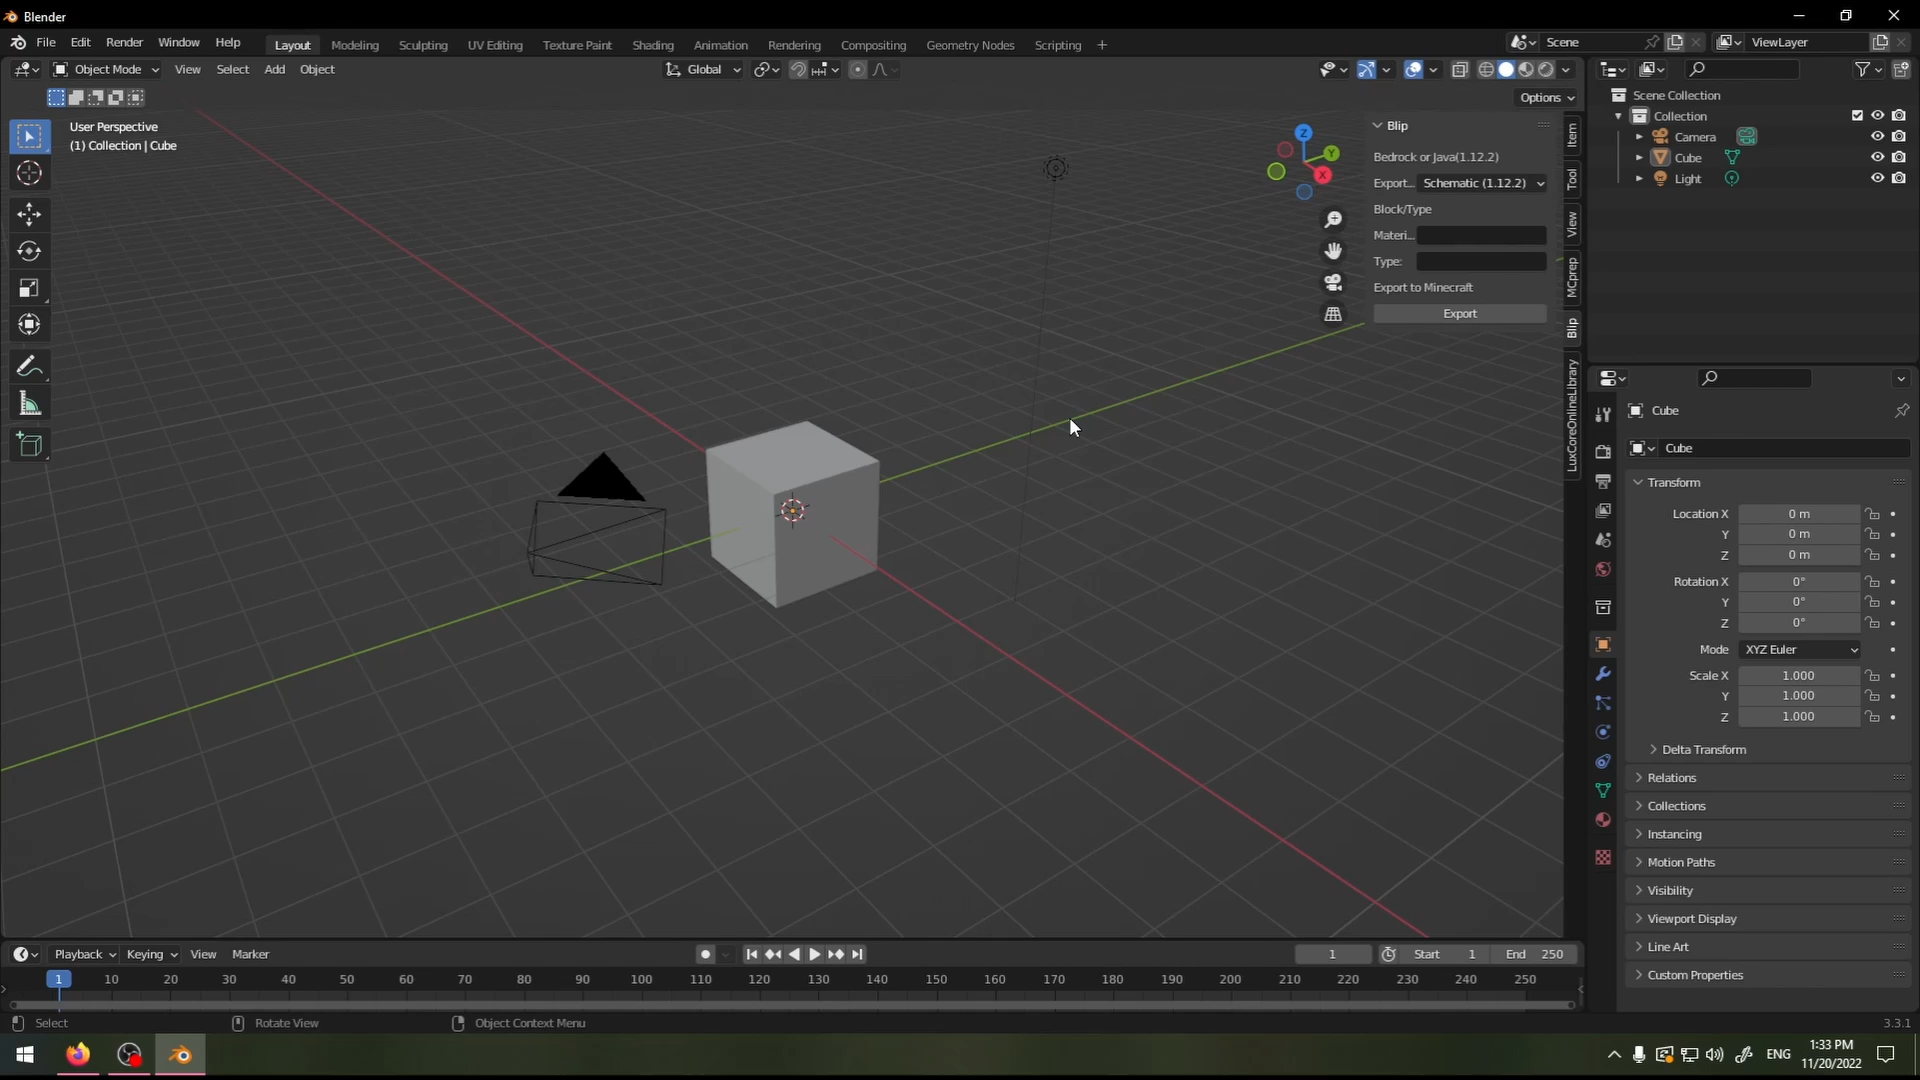 Blender
File Edit Render Window Help Layout Modeling Sculpting UV Editing Texture Paint Shading Animation Rendering Compositing Geometry Nodes Scripting + Scene ViewLayer
Object Mode View Select Add Object Global
Options
User Perspective
(1) Collection | Cube
Z
Y
X
Blip
Bedrock or Java(1.12.2)
Export... Schematic (1.12.2)
Block/Type
Materi...
Type:
Export to Minecraft
Export
Item
Tool
View
MCprep
Blip
LuxCoreOnlineLibrary
Scene Collection
Collection
Camera
Cube
Light
Cube
Cube
Transform
Location X 0 m
Y 0 m
Z 0 m
Rotation X 0°
Y 0°
Z 0°
Mode XYZ Euler
Scale X 1.000
Y 1.000
Z 1.000
Delta Transform
Relations
Collections
Instancing
Motion Paths
Visibility
Viewport Display
Line Art
Custom Properties
Playback Keying View Marker 1 Start 1 End 250
1 10 20 30 40 50 60 70 80 90 100 110 120 130 140 150 160 170 180 190 200 210 220 230 240 250
Select Rotate View Object Context Menu 3.3.1
ENG
1:33 PM
11/20/2022